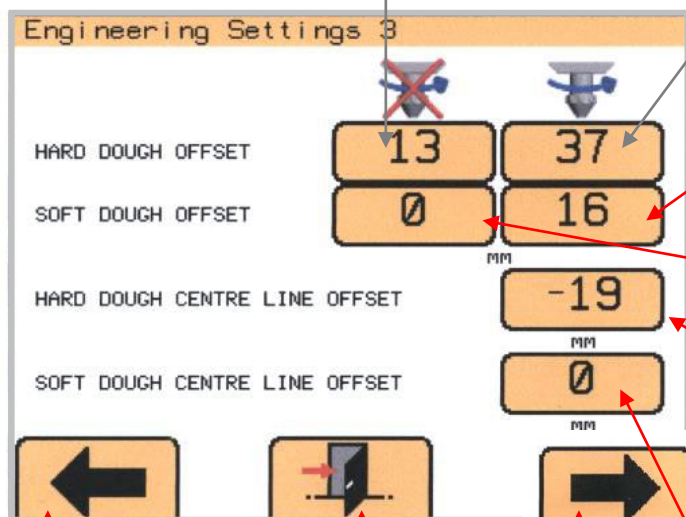 Engineering Settings 3
HARD DOUGH OFFSET 13 37
SOFT DOUGH OFFSET 0 16
MM
HARD DOUGH CENTRE LINE OFFSET -19
MM
SOFT DOUGH CENTRE LINE OFFSET 0
MM